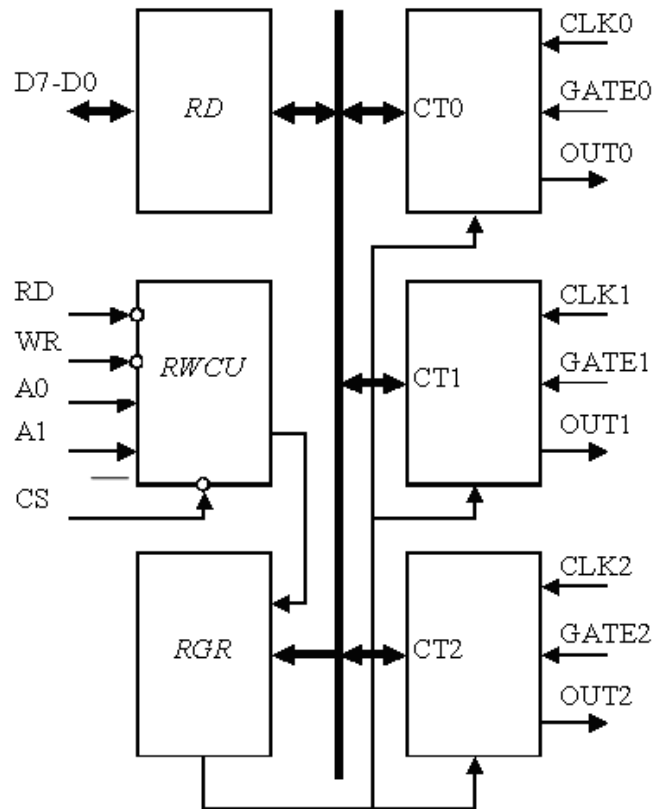 D7-D0
RD
CT0
CLK0
GATE0
OUT0
RD
WR
A0
A1
CS
RWCU
CT1
CLK1
GATE1
OUT1
RGR
CT2
CLK2
GATE2
OUT2